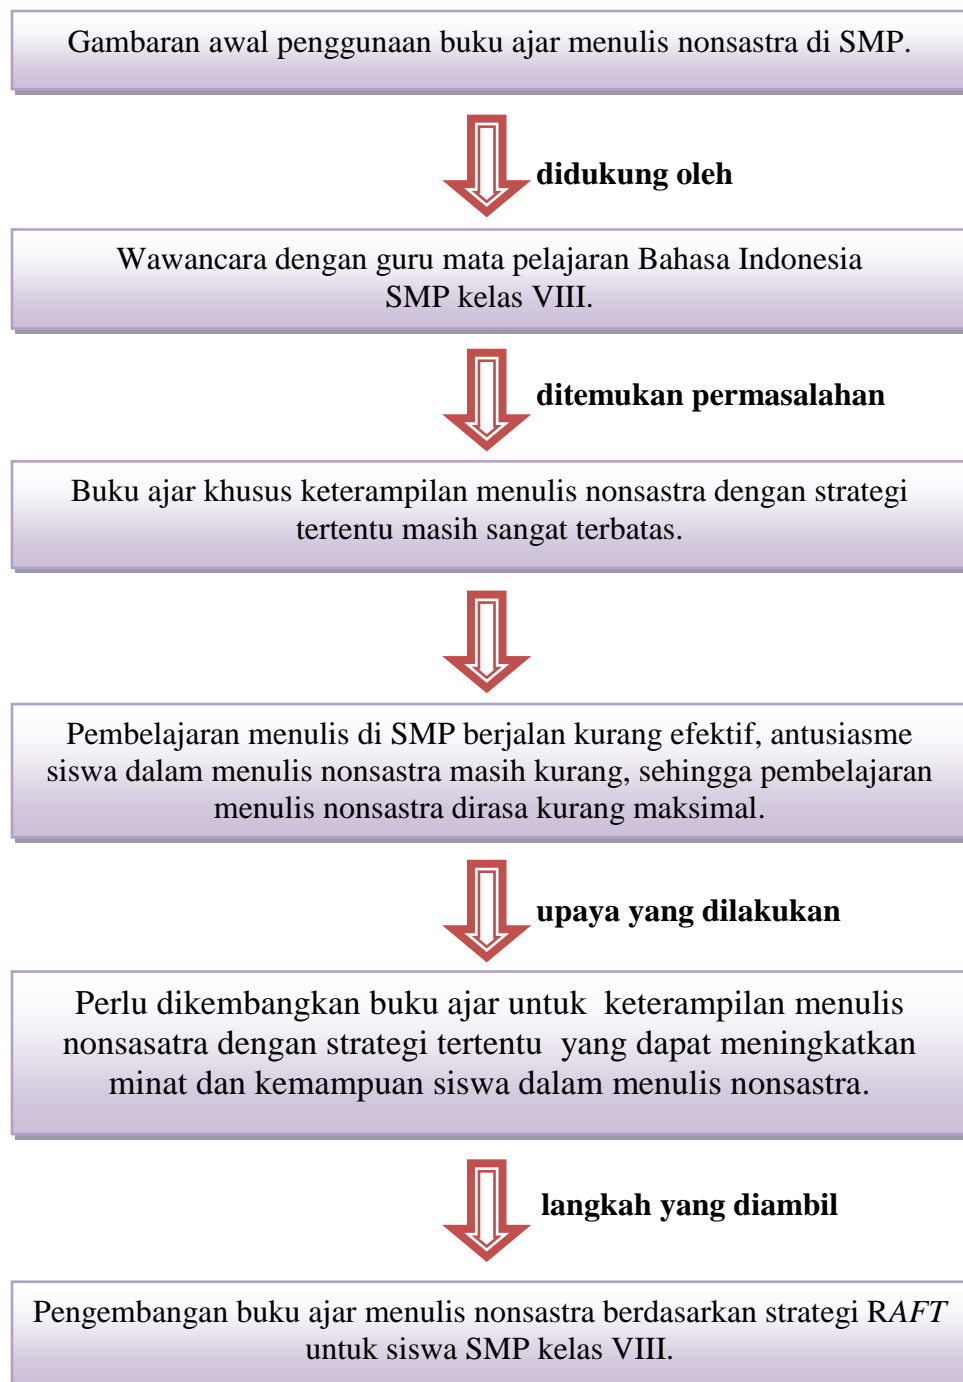 Gambaran awal penggunaan buku ajar menulis nonsastra di SMP.
didukung oleh
Wawancara dengan guru mata pelajaran Bahasa Indonesia
SMP kelas VIII.
ditemukan permasalahan
Buku ajar khusus keterampilan menulis nonsastra dengan strategi
tertentu masih sangat terbatas.
Pembelajaran menulis di SMP berjalan kurang efektif, antusiasme
siswa dalam menulis nonsastra masih kurang, sehingga pembelajaran
menulis nonsastra dirasa kurang maksimal.
upaya yang dilakukan
Perlu dikembangkan buku ajar untuk keterampilan menulis
nonsasatra dengan strategi tertentu yang dapat meningkatkan
minat dan kemampuan siswa dalam menulis nonsastra.
langkah yang diambil
Pengembangan buku ajar menulis nonsastra berdasarkan strategi RAFT
untuk siswa SMP kelas VIII.